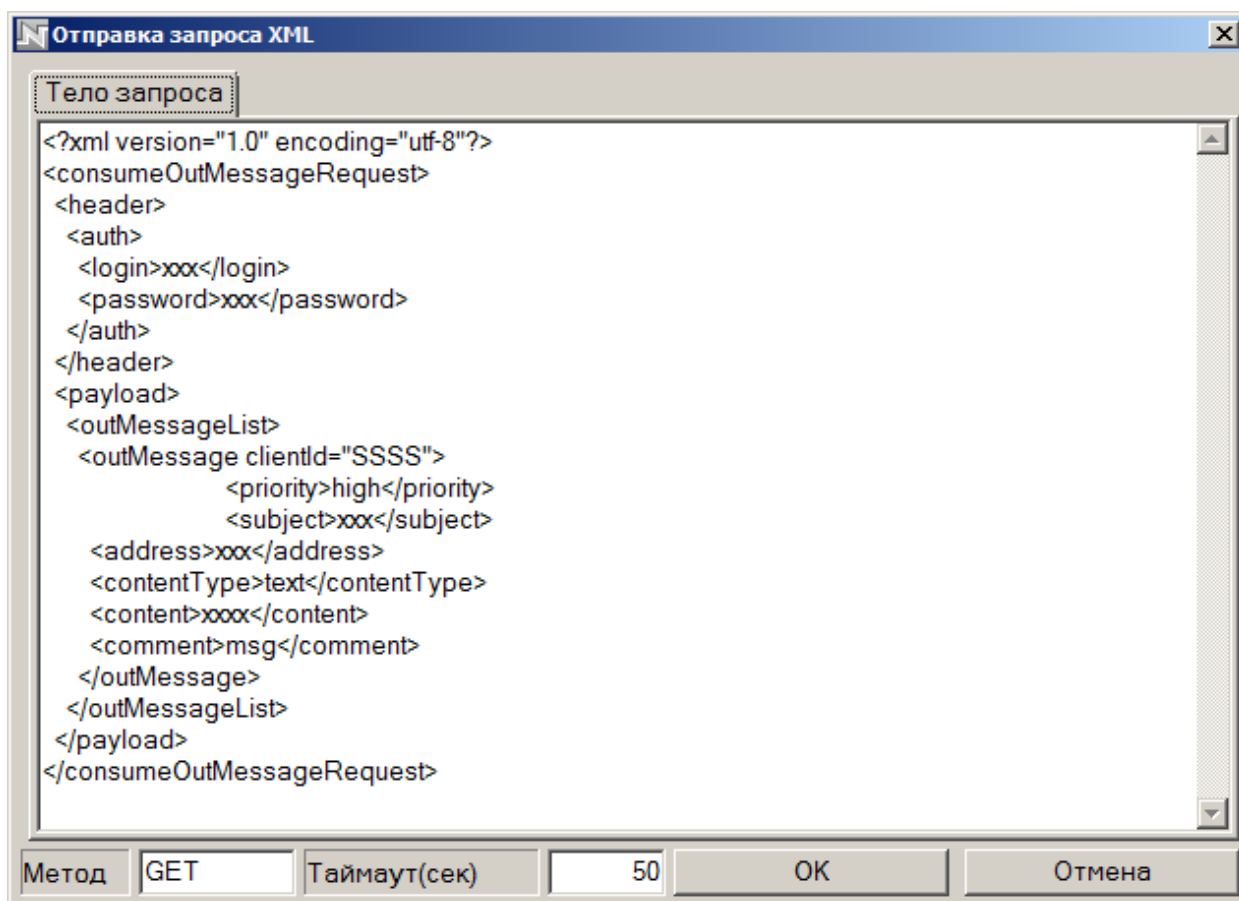 Отправка запроса XML
Тело запроса
<?xml version="1.0" encoding="utf-8"?>
<consumeOutMessageRequest>
<header>
<auth>
<login>xxx</login>
<password>xxx</password>
</auth>
</header>
<payload>
<outMessageList>
<outMessage clientId="SSSS">
<priority>high</priority>
<subject>xxx</subject>
<address>xxx</address>
<contentType>text</contentType>
<content>xxxx</content>
<comment>msg</comment>
</outMessage>
</outMessageList>
</payload>
</consumeOutMessageRequest>
Метод GET Таймаут(сек) 50 OK Отмена